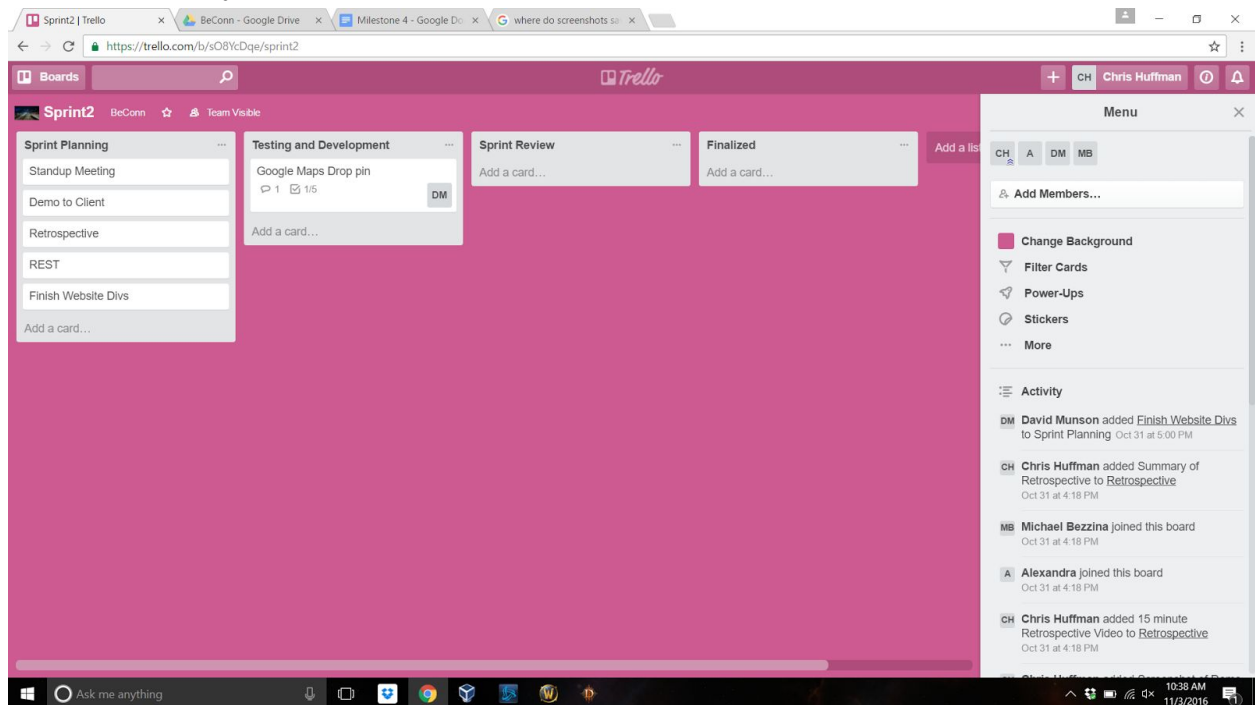 Sprint2 | Trello
BeConn - Google Drive
Milestone 4 - Google Do
where do screenshots sa
https://trello.com/b/sO8YcDqe/sprint2
Boards
Trello
CH Chris Huffman
Sprint2 BeConn Team Visible
Sprint Planning
Standup Meeting
Demo to Client
Retrospective
REST
Finish Website Divs
Add a card…
Testing and Development
Google Maps Drop pin
1 1/5
DM
Add a card…
Sprint Review
Add a card…
Finalized
Add a card…
Add a lis
Menu
CH A DM MB
Add Members…
Change Background
Filter Cards
Power-Ups
Stickers
More
Activity
DM David Munson added Finish Website Divs
to Sprint Planning Oct 31 at 5:00 PM
CH Chris Huffman added Summary of
Retrospective to Retrospective
Oct 31 at 4:18 PM
MB Michael Bezzina joined this board
Oct 31 at 4:18 PM
A Alexandra joined this board
Oct 31 at 4:18 PM
CH Chris Huffman added 15 minute
Retrospective Video to Retrospective
Oct 31 at 4:18 PM
Ask me anything
10:38 AM
11/3/2016